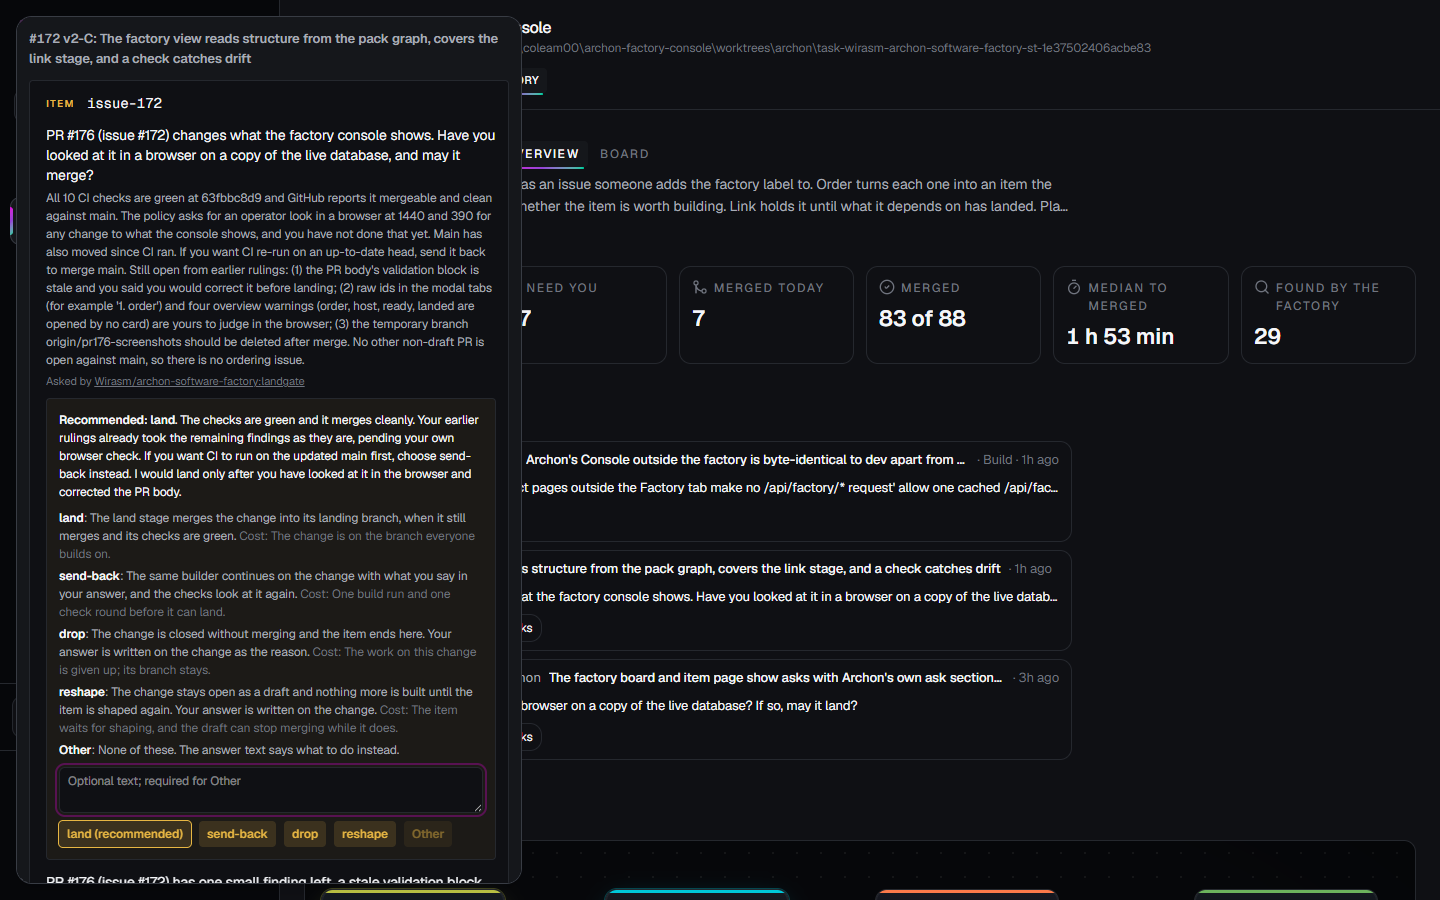 #172 v2-C: The factory view reads structure from the pack graph, covers the
link stage, and a check catches drift
ITEM issue-172
PR #176 (issue #172) changes what the factory console shows. Have you
looked at it in a browser on a copy of the live database, and may it
merge?
All 10 CI checks are green at 63fbbc8d9 and GitHub reports it mergeable and clean
against main. The policy asks for an operator look in a browser at 1440 and 390 for
any change to what the console shows, and you have not done that yet. Main has
also moved since CI ran. If you want CI re-run on an up-to-date head, send it back
to merge main. Still open from earlier rulings: (1) the PR body's validation block is
stale and you said you would correct it before landing; (2) raw ids in the modal tabs
(for example '1. order') and four overview warnings (order, host, ready, landed are
opened by no card) are yours to judge in the browser; (3) the temporary branch
origin/pr176-screenshots should be deleted after merge. No other non-draft PR is
open against main, so there is no ordering issue.
Asked by Wirasm/archon-software-factory:landgate
Recommended: land. The checks are green and it merges cleanly. Your earlier
rulings already took the remaining findings as they are, pending your own
browser check. If you want CI to run on the updated main first, choose send-
back instead. I would land only after you have looked at it in the browser and
corrected the PR body.
land: The land stage merges the change into its landing branch, when it still
merges and its checks are green. Cost: The change is on the branch everyone
builds on.
send-back: The same builder continues on the change with what you say in
your answer, and the checks look at it again. Cost: One build run and one
check round before it can land.
drop: The change is closed without merging and the item ends here. Your
answer is written on the change as the reason. Cost: The work on this change
is given up; its branch stays.
reshape: The change stays open as a draft and nothing more is built until the
item is shaped again. Your answer is written on the change. Cost: The item
waits for shaping, and the draft can stop merging while it does.
Other: None of these. The answer text says what to do instead.
Optional text; required for Other
land (recommended) send-back drop reshape Other
PR #176 (issue #172) has one small finding left, a stale validation block
sole
.coleam00\archon-factory-console\worktrees\archon\task-wirasm-archon-software-factory-st-1e37502406acbe83
ORY
VERVIEW BOARD
as an issue someone adds the factory label to. Order turns each one into an item the
hether the item is worth building. Link holds it until what it depends on has landed. Pla...
NEED YOU
7
MERGED TODAY
7
MERGED
83 of 88
MEDIAN TO
MERGED
1 h 53 min
FOUND BY THE
FACTORY
29
Archon's Console outside the factory is byte-identical to dev apart from ... · Build · 1h ago
ct pages outside the Factory tab make no /api/factory/* request' allow one cached /api/fac...
s structure from the pack graph, covers the link stage, and a check catches drift · 1h ago
at the factory console shows. Have you looked at it in a browser on a copy of the live datab...
ks
on The factory board and item page show asks with Archon's own ask section... · 3h ago
browser on a copy of the live database? If so, may it land?
ks